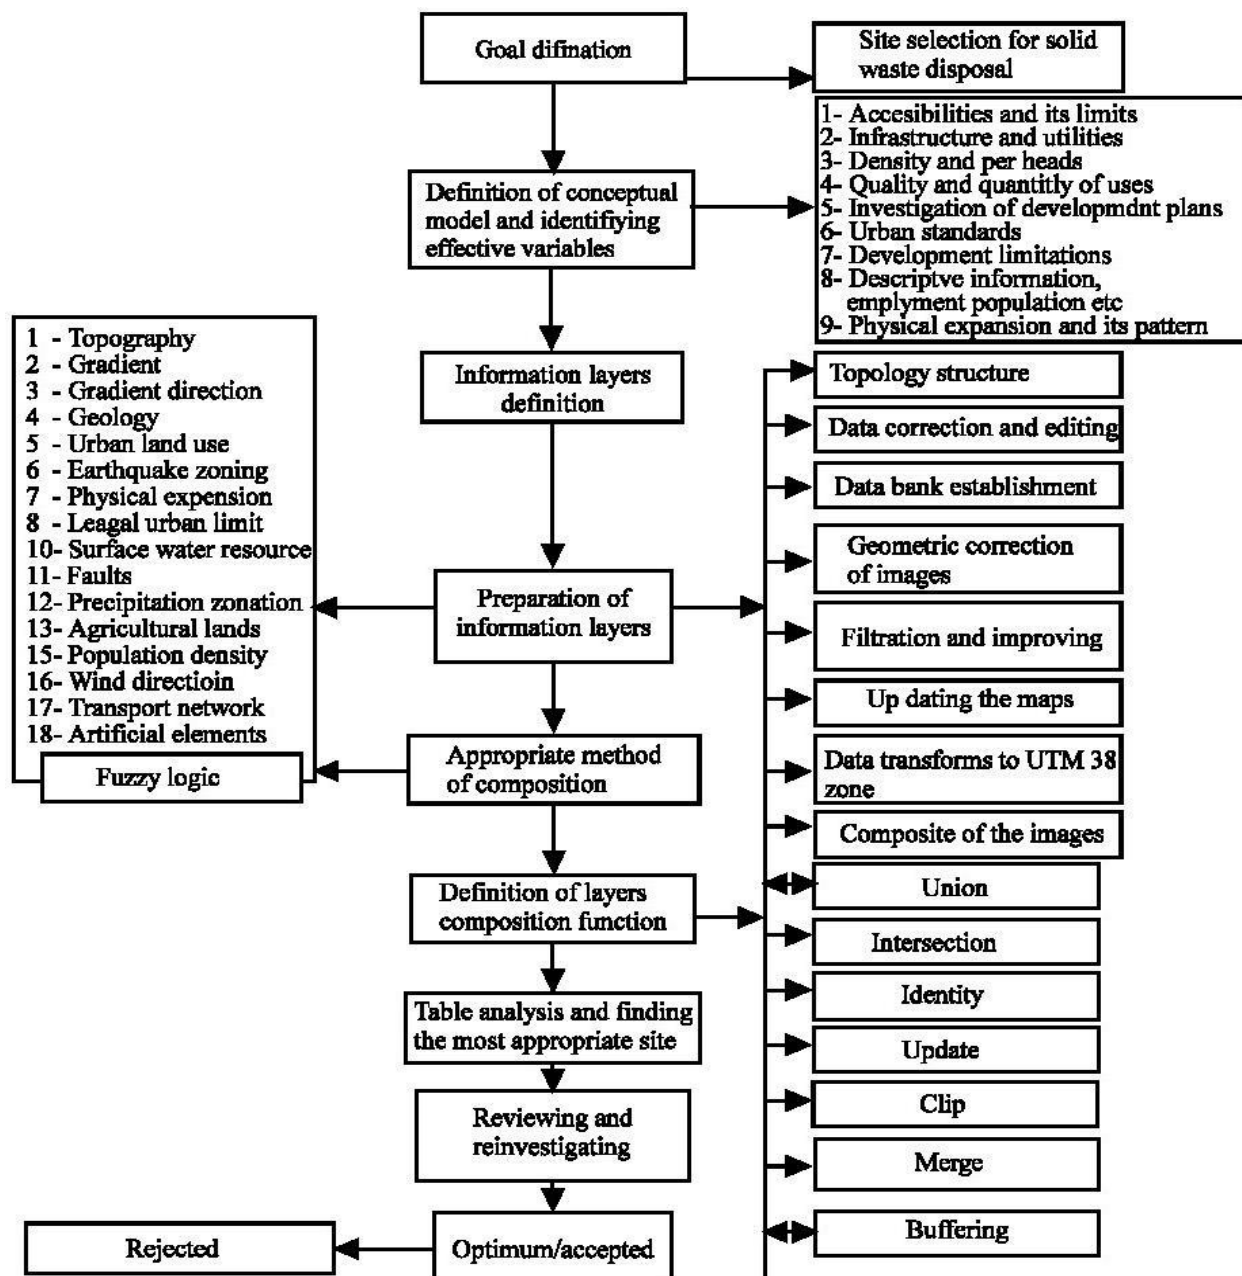 Goal difination
Site selection for solid
waste disposal
1- Accesibilities and its limits
2- Infrastructure and utilities
3- Density and per heads
4- Quality and quantitly of uses
5- Investigation of developmdnt plans
6- Urban standards
7- Development limitations
8- Descriptve information,
emplyment population etc
9- Physical expansion and its pattern
Definition of conceptual
model and identifiying
effective variables
1 - Topography
2 - Gradient
3 - Gradient direction
4 - Geology
5 - Urban land use
6 - Earthquake zoning
7 - Physical expension
8 - Leagal urban limit
10- Surface water resource
11- Faults
12- Precipitation zonation
13- Agricultural lands
15- Population density
16- Wind directioin
17- Transport network
18- Artificial elements
Fuzzy logic
Information layers
definition
Preparation of
information layers
Appropriate method
of composition
Definition of layers
composition function
Table analysis and finding
the most appropriate site
Reviewing and
reinvestigating
Optimum/accepted
Rejected
Topology structure
Data correction and editing
Data bank establishment
Geometric correction
of images
Filtration and improving
Up dating the maps
Data transforms to UTM 38
zone
Composite of the images
Union
Intersection
Identity
Update
Clip
Merge
Buffering